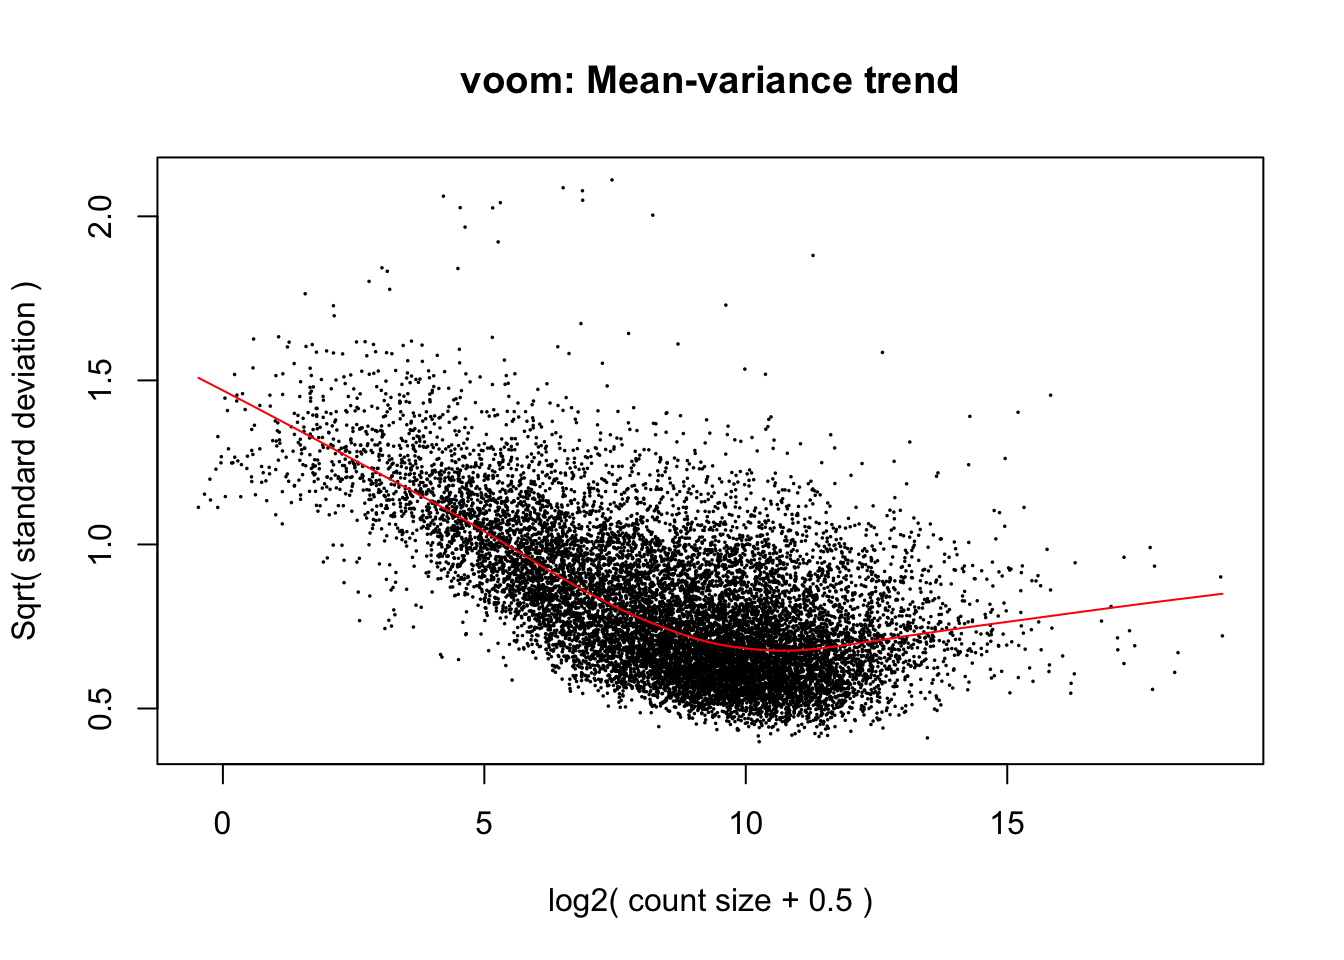 voom: Mean-variance trend
Sqrt( standard deviation )
2.0
1.5
1.0
0.5
0 5 10 15
log2( count size + 0.5 )